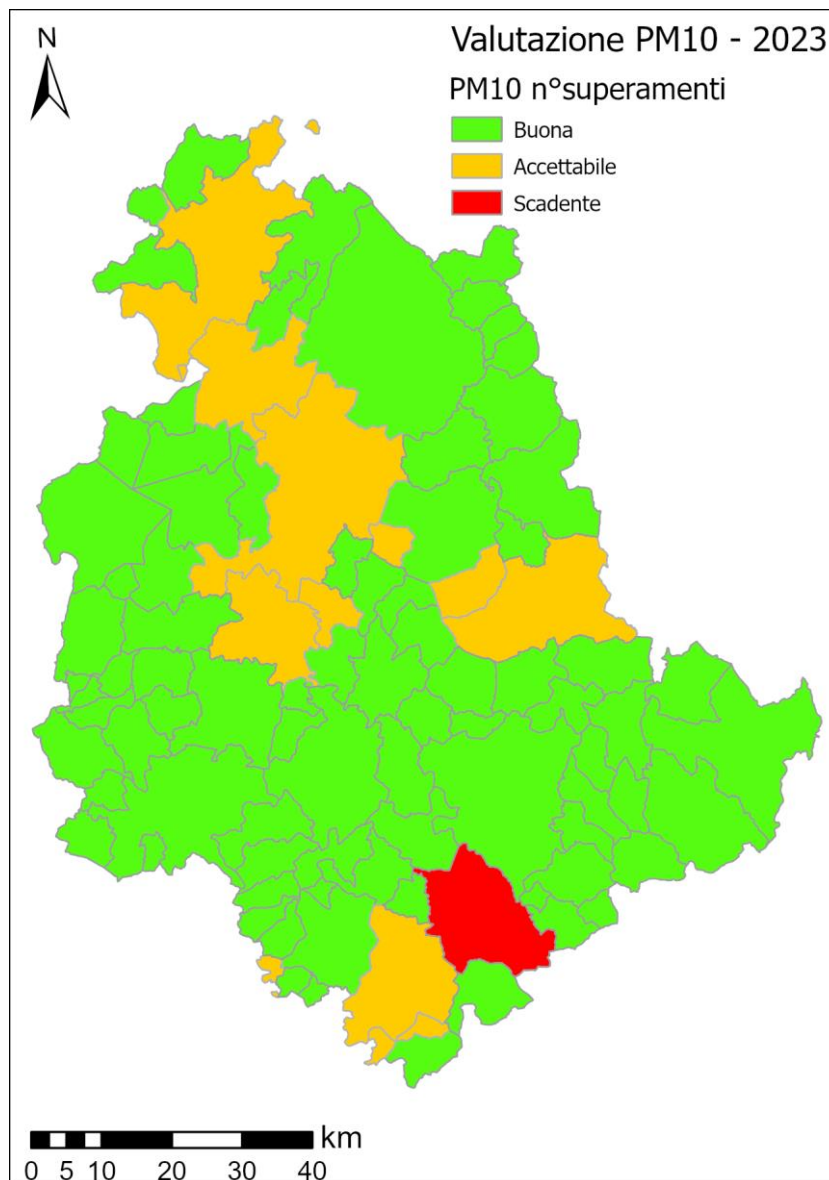 Valutazione PM10 - 2023
N
PM10 n°superamenti
Buona
Accettabile
Scadente
km
0 5 10 20 30 40